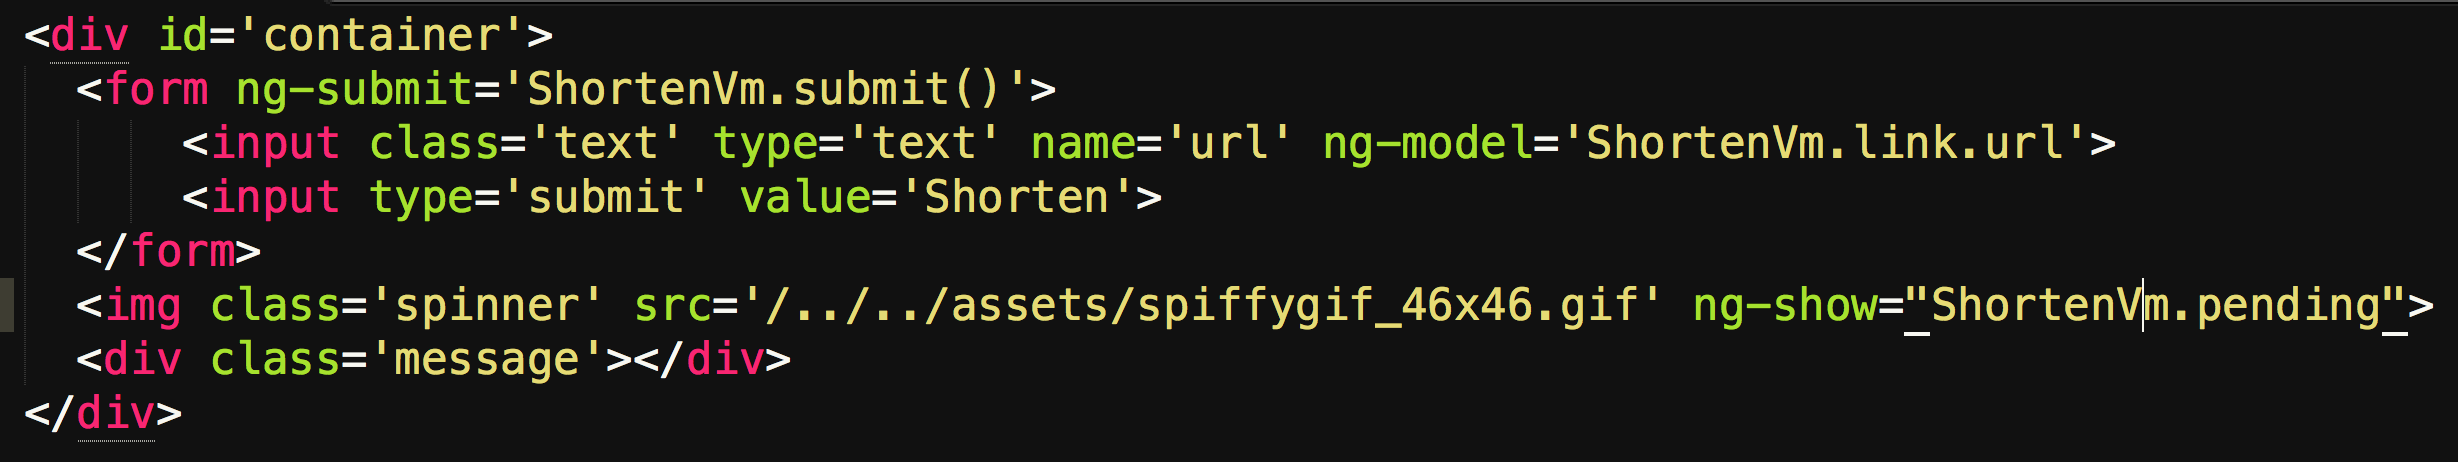 <div id='container'>
  <form ng-submit='ShortenVm.submit()'>
      <input class='text' type='text' name='url' ng-model='ShortenVm.link.url'>
      <input type='submit' value='Shorten'>
  </form>
  <img class='spinner' src='/../../assets/spiffygif_46x46.gif' ng-show="ShortenVm.pending">
  <div class='message'></div>
</div>